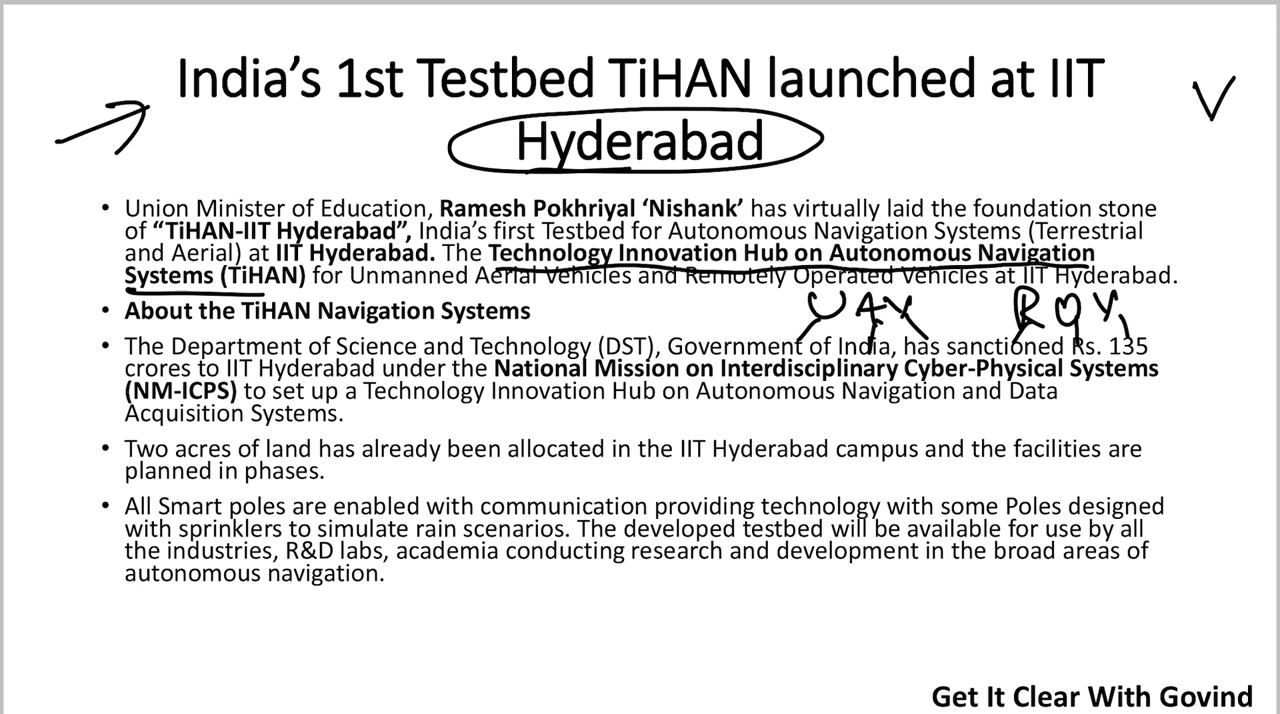 India's 1st Testbed TiHAN launched at IIT
Hyderabad
• Union Minister of Education, Ramesh Pokhriyal ‘Nishank’ has virtually laid the foundation stone
of “TiHAN-IIT Hyderabad”, India's first Testbed for Autonomous Navigation Systems (Terrestrial
and Aerial) at IIT Hyderabad. The Technology Innovation Hub on Autonomous Navigation
Systems (TiHAN) for Unmanned Aerial Vehicles and Remotely Operated Vehicles at IIT Hyderabad.
UAV ROV
• About the TiHAN Navigation Systems
• The Department of Science and Technology (DST), Government of India, has sanctioned Rs. 135
crores to IIT Hyderabad under the National Mission on Interdisciplinary Cyber-Physical Systems
(NM-ICPS) to set up a Technology Innovation Hub on Autonomous Navigation and Data
Acquisition Systems.
• Two acres of land has already been allocated in the IIT Hyderabad campus and the facilities are
planned in phases.
• All Smart poles are enabled with communication providing technology with some Poles designed
with sprinklers to simulate rain scenarios. The developed testbed will be available for use by all
the industries, R&D labs, academia conducting research and development in the broad areas of
autonomous navigation.
Get It Clear With Govind